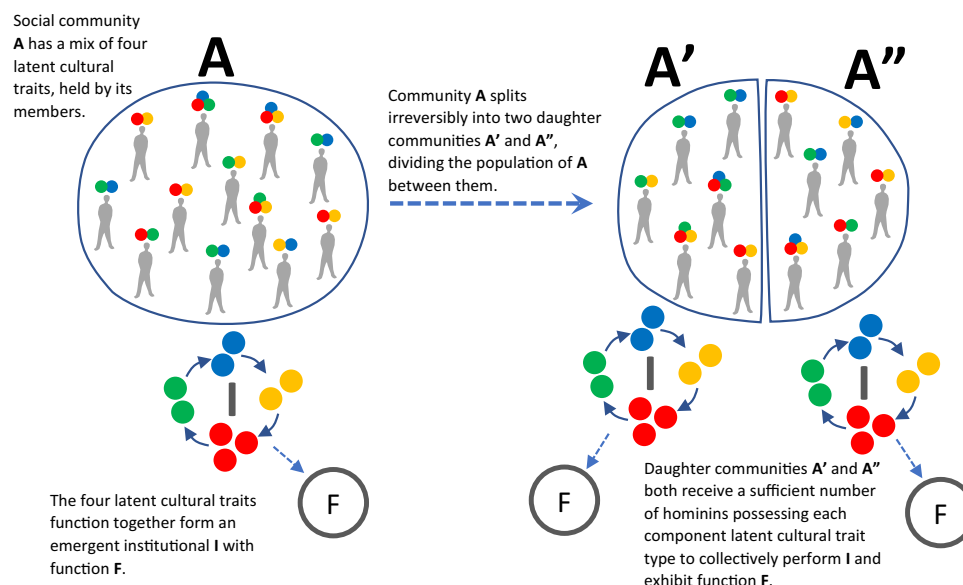 Social community
A has a mix of four
latent cultural
traits, held by its
members.
A
Community A splits
irreversibly into two daughter
communities A' and A”,
dividing the population of A
between them.
A'
A”
I
F
The four latent cultural traits
function together form an
emergent institutional I with
function F.
I
F
I
F
Daughter communities A' and A”
both receive a sufficient number
of hominins possessing each
component latent cultural trait
type to collectively perform I and
exhibit function F.